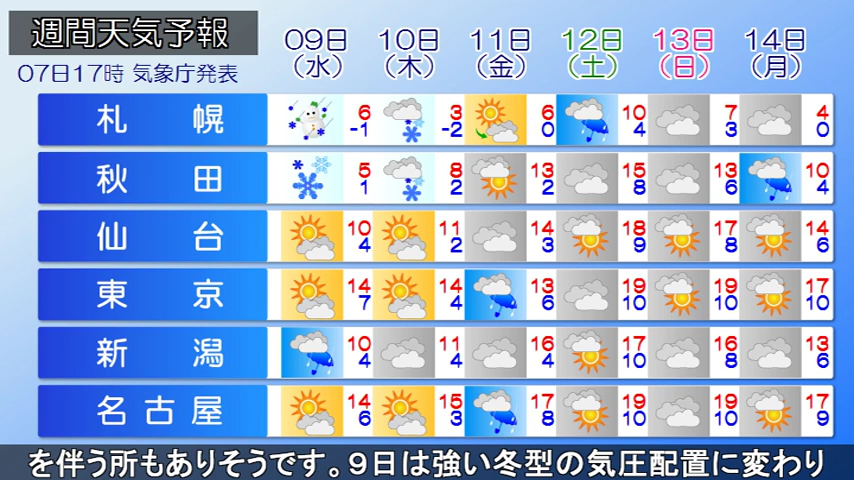 週間天気予報
07日17時 気象庁発表
09日 10日 11日 12日 13日 14日
(水) (木) (金) (土) (日) (月)
札幌 6 -1 3 -2 6 0 10 4 7 3 4 0
秋田 5 1 8 2 13 2 15 8 13 6 10 4
仙台 10 4 11 2 14 3 18 9 17 8 14 6
東京 14 7 14 4 13 6 19 10 19 10 17 10
新潟 10 4 11 4 16 4 17 10 16 8 13 6
名古屋 14 6 15 3 17 8 19 10 19 10 17 9
を伴う所もありそうです。9日は強い冬型の気圧配置に変わり